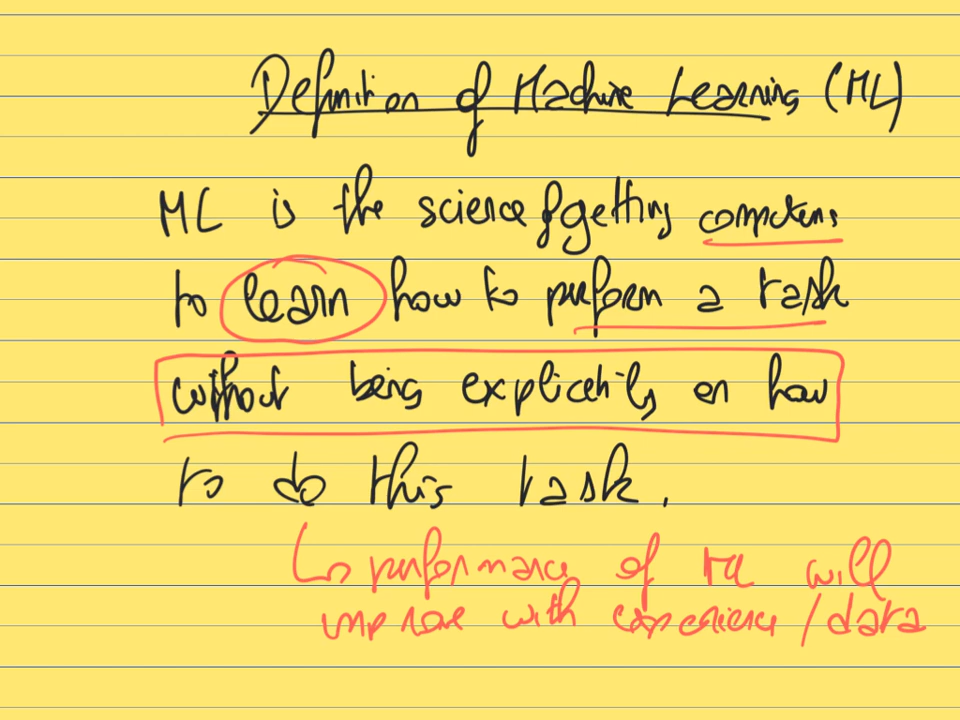 Definition of Machine Learning (ML)
ML is the science of getting computers
to learn how to perform a task
without being explicitly on how
to do this task.
↳ performance of ML will
improve with experience / data